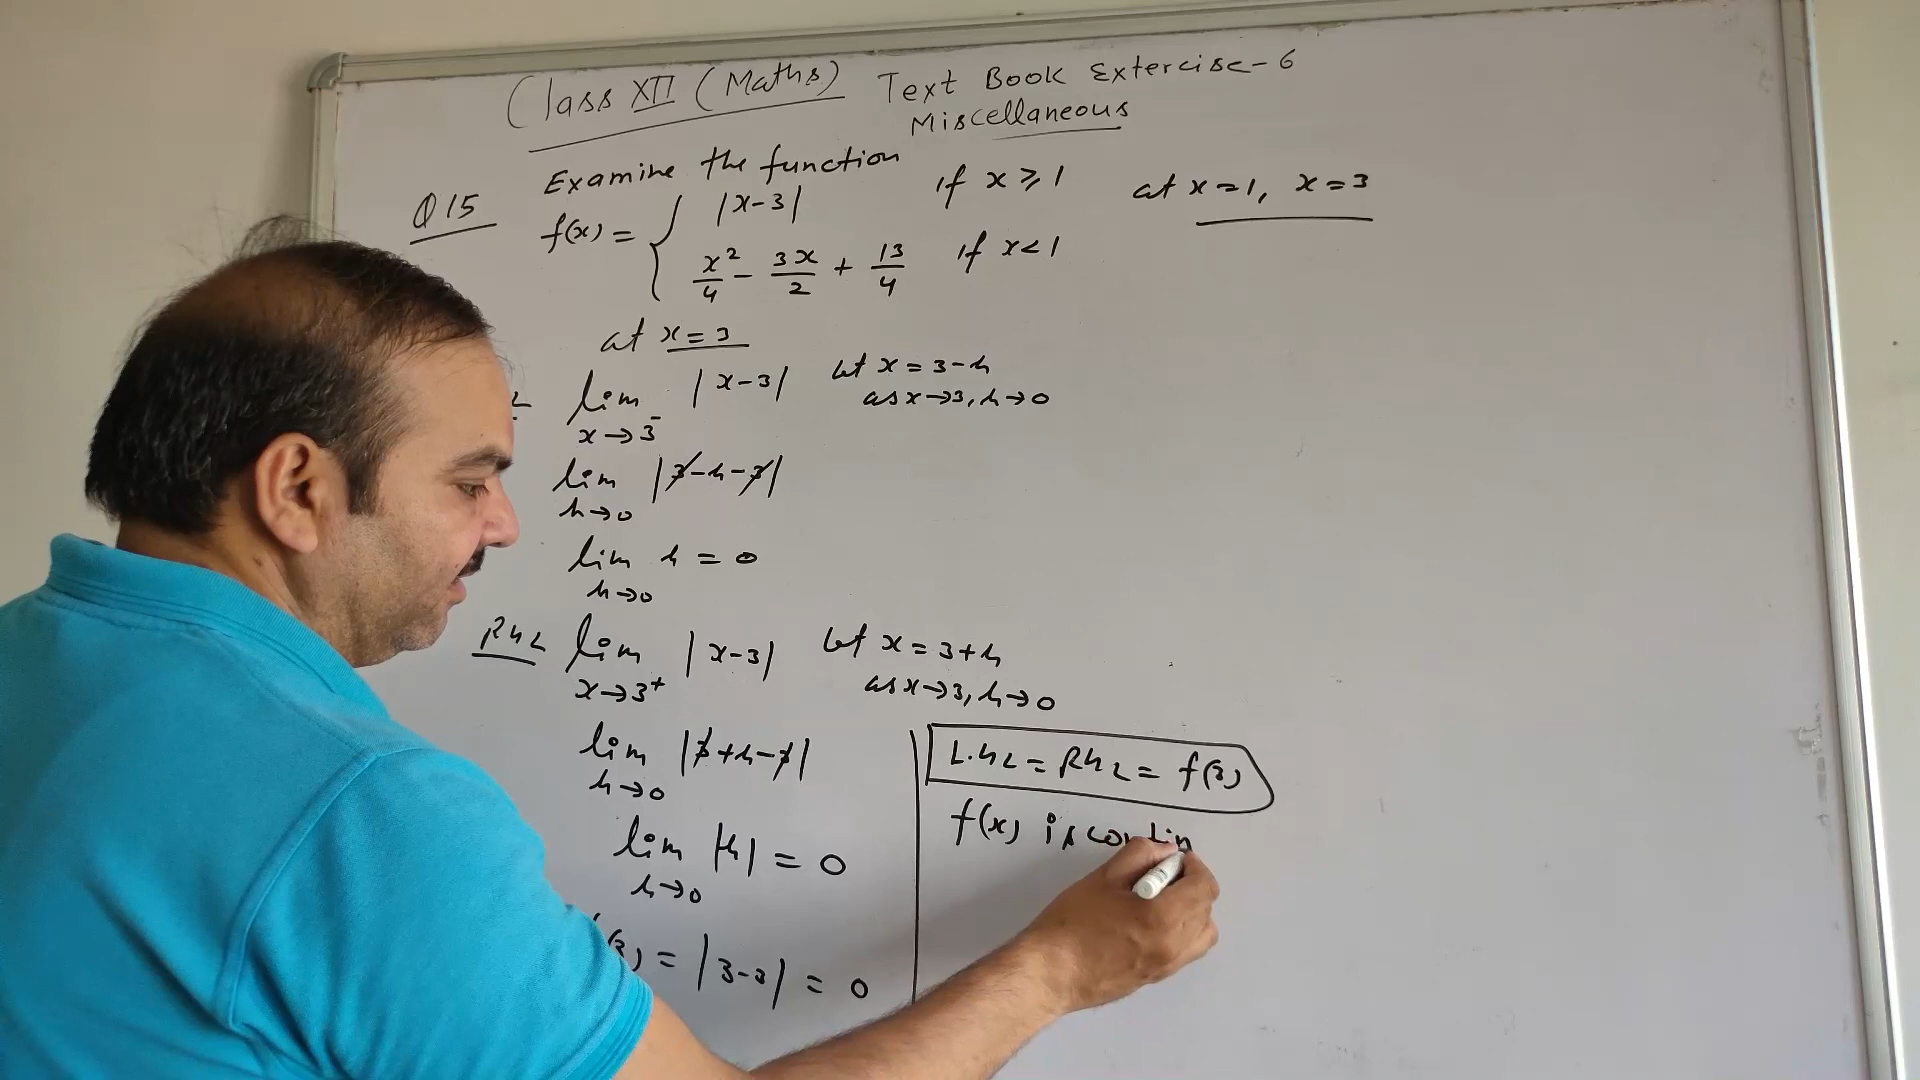 Class XII (Maths) Text Book Extercise-6
Miscellaneous
Q15 Examine the function
f(x) = { |x-3| if x ⩾ 1 at x=1, x=3
x²/4 - 3x/2 + 13/4 if x<1
at x=3
lim x→3⁻ |x-3| let x = 3-h
as x→3, h→0
lim h→0 |3-h-3|
lim h→0 h = 0
RhL lim x→3⁺ |x-3| let x = 3+h
as x→3, h→0
lim h→0 |3+h-3|
lim h→0 |h| = 0
(3) = |3-3| = 0
L.hL = RhL = f(3)
f(x) is contin